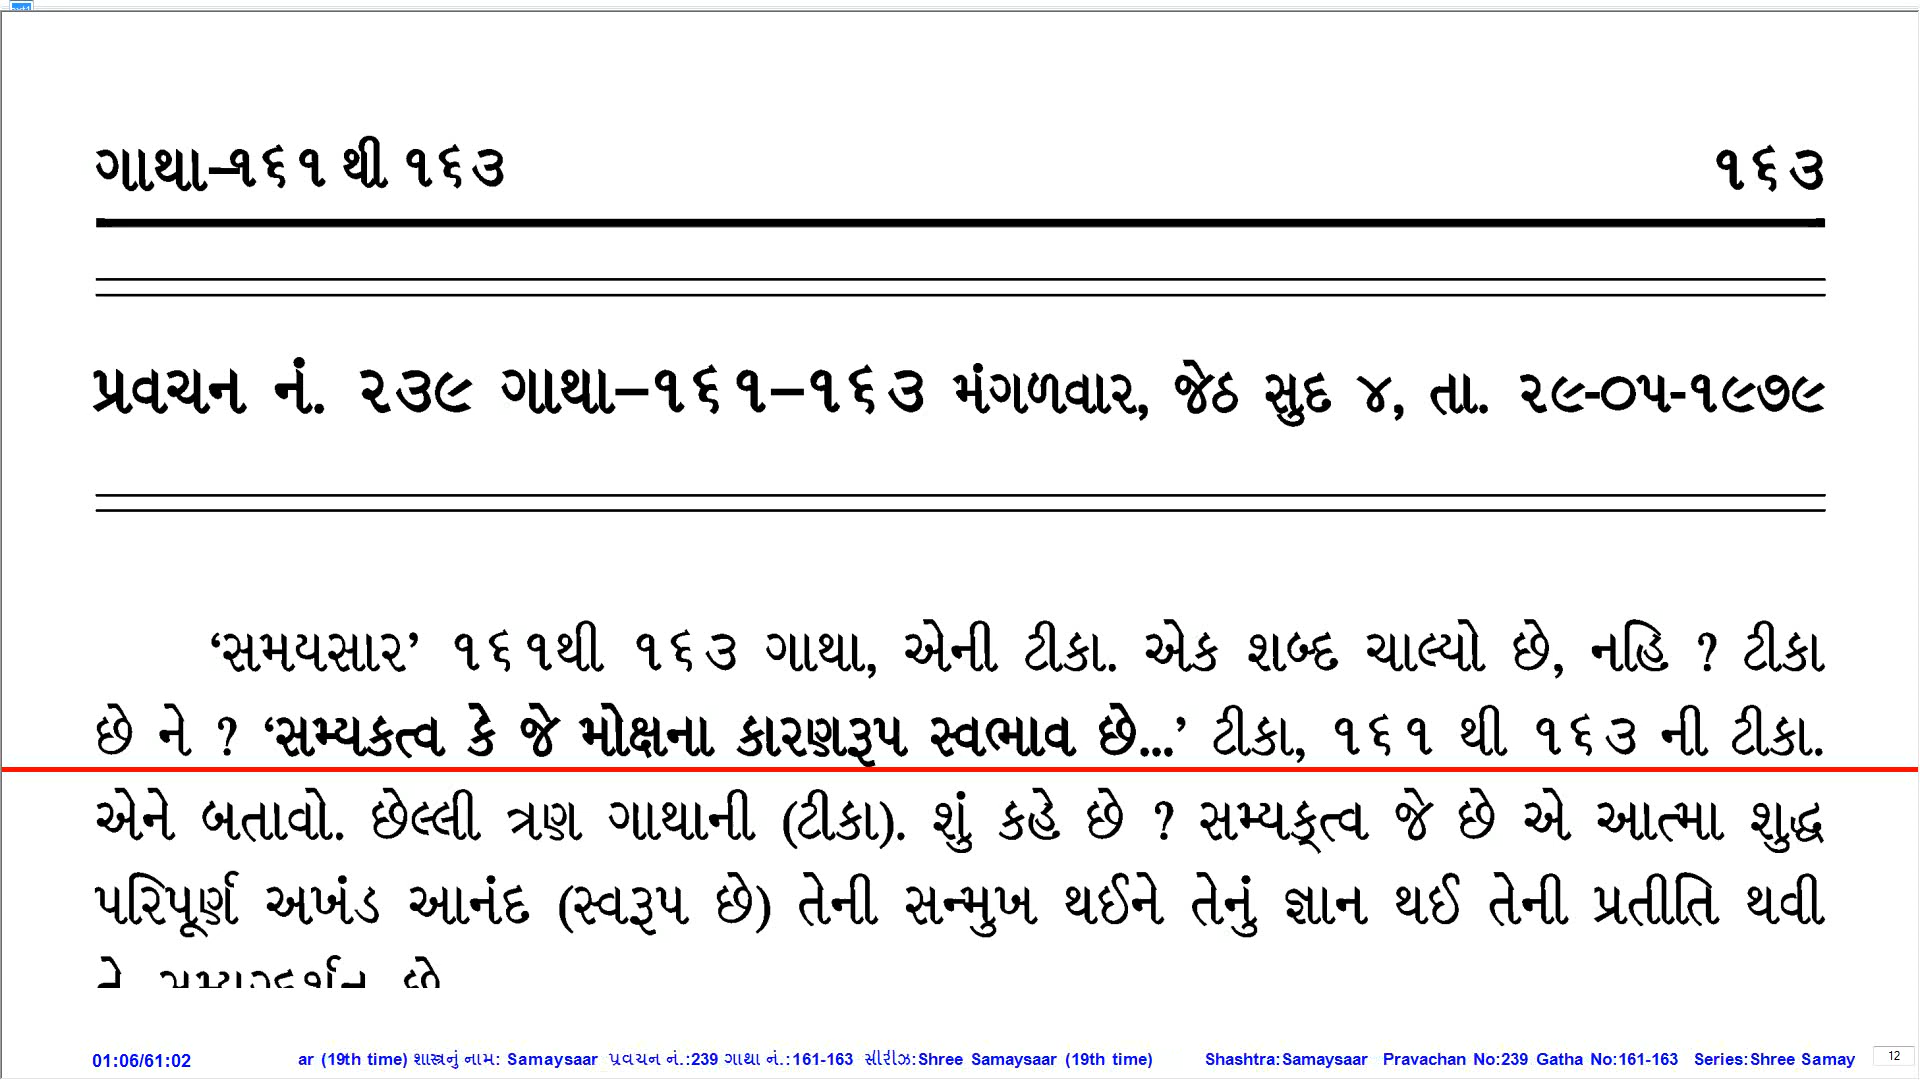 ગાથા–૧૬૧ થી ૧૬૩ ૧૬૩
પ્રવચન નં. ૨૩૯ ગાથા–૧૬૧–૧૬૩ મંગળવાર, જેઠ સુદ ૪, તા. ૨૯-૦૫-૧૯૭૯
‘સમયસાર’ ૧૬૧થી ૧૬૩ ગાથા, એની ટીકા. એક શબ્દ ચાલ્યો છે, નહિ ? ટીકા
છે ને ? ‘સમ્યકત્વ કે જે મોક્ષના કારણરૂપ સ્વભાવ છે...’ ટીકા, ૧૬૧ થી ૧૬૩ ની ટીકા.
એને બતાવો. છેલ્લી ત્રણ ગાથાની (ટીકા). શું કહે છે ? સમ્યક્ત્વ જે છે એ આત્મા શુદ્ધ
પરિપૂર્ણ અખંડ આનંદ (સ્વરૂપ છે) તેની સન્મુખ થઈને તેનું જ્ઞાન થઈ તેની પ્રતીતિ થવી
01:06/61:02 ar (19th time) શાસ્ત્રનું નામ: Samaysaar પ્રવચન નં.:239 ગાથા નં.:161-163 સીરીઝ:Shree Samaysaar (19th time) Shashtra:Samaysaar Pravachan No:239 Gatha No:161-163 Series:Shree Samay 12